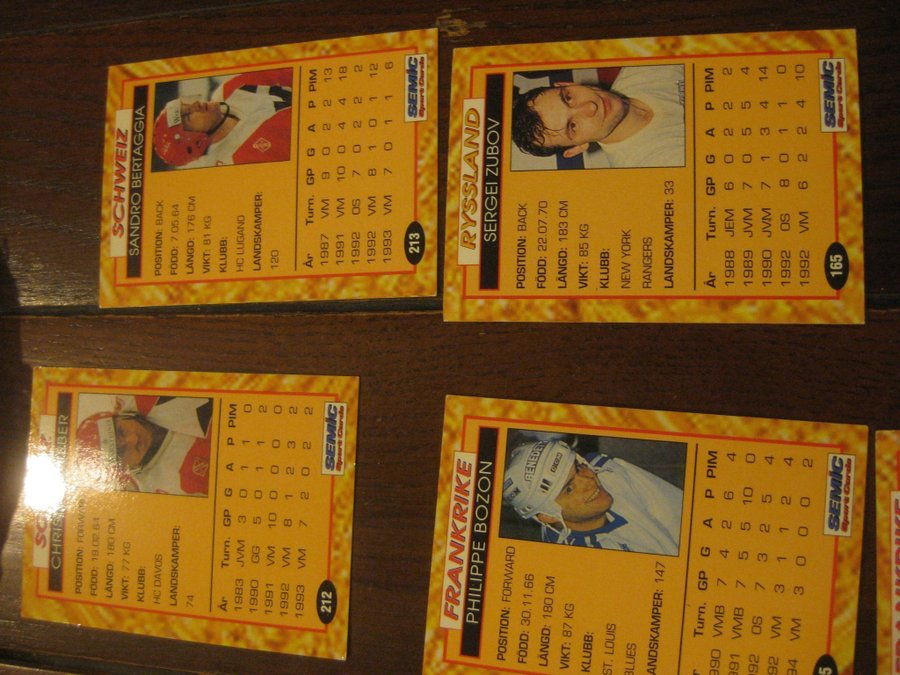 SCHWEIZ
SANDRO BERTAGGIA
POSITION: BACK
FÖDD: 7.05.64
LÄNGD: 176 CM
VIKT: 81 KG
KLUBB:
HC LUGANO
LANDSKAMPER:
120
År Turn. GP G A P PIM
1987 VM 9 0 2 2 13
1991 VM 10 0 4 4 18
1992 OS 7 0 2 2 2
1992 VM 8 1 0 1 12
1993 VM 7 0 1 1 6
213
SEMIC
Sport Cards
RYSSLAND
SERGEI ZUBOV
POSITION: BACK
FÖDD: 22.07.70
LÄNGD: 183 CM
VIKT: 85 KG
KLUBB:
NEW YORK
RANGERS
LANDSKAMPER: 33
År Turn. GP G A P PIM
1988 JEM 6 0 2 2 2
1989 JVM 7 0 5 5 4
1990 JVM 7 1 3 4 14
1992 OS 8 0 1 1 0
1992 VM 6 2 2 4 10
165
SEMIC
Sport Cards
POSITION: FORWARD
FÖDD: 19.02.64
LÄNGD: 180 CM
VIKT: 77 KG
KLUBB:
HC DAVOS
LANDSKAMPER:
74
År Turn. GP G A P PIM
1983 JVM 3 0 1 1 0
1990 GG 5 0 1 1 2
1991 VM 10 0 0 0 0
1992 VM 8 1 2 3 2
1993 VM 7 2 0 2 2
212
SEMIC
Sport Cards
FRANKRIKE
PHILIPPE BOZON
POSITION: FORWARD
FÖDD: 30.11.66
LÄNGD: 180 CM
VIKT: 87 KG
KLUBB:
ST. LOUIS
BLUES
LANDSKAMPER: 147
Turn. GP G A P PIM
990 VMB 7 4 2 6 4
991 VMB 4 5 5 10 0
992 OS 7 3 2 5 4
992 VM 3 1 1 2 0
94 VM 3 0 0 0 2
5
SEMIC
Sport Cards